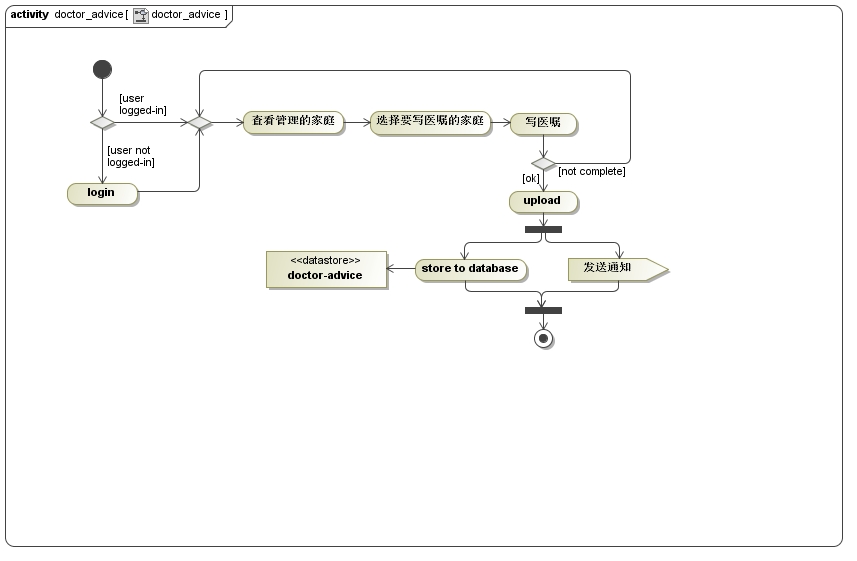 activity doctor_advice [ doctor_advice ]
[user
logged-in]
查看管理的家庭
选择要写医嘱的家庭
写医嘱
[user not
logged-in]
[not complete]
[ok]
login
upload
<<datastore>>
doctor-advice
store to database
发送通知